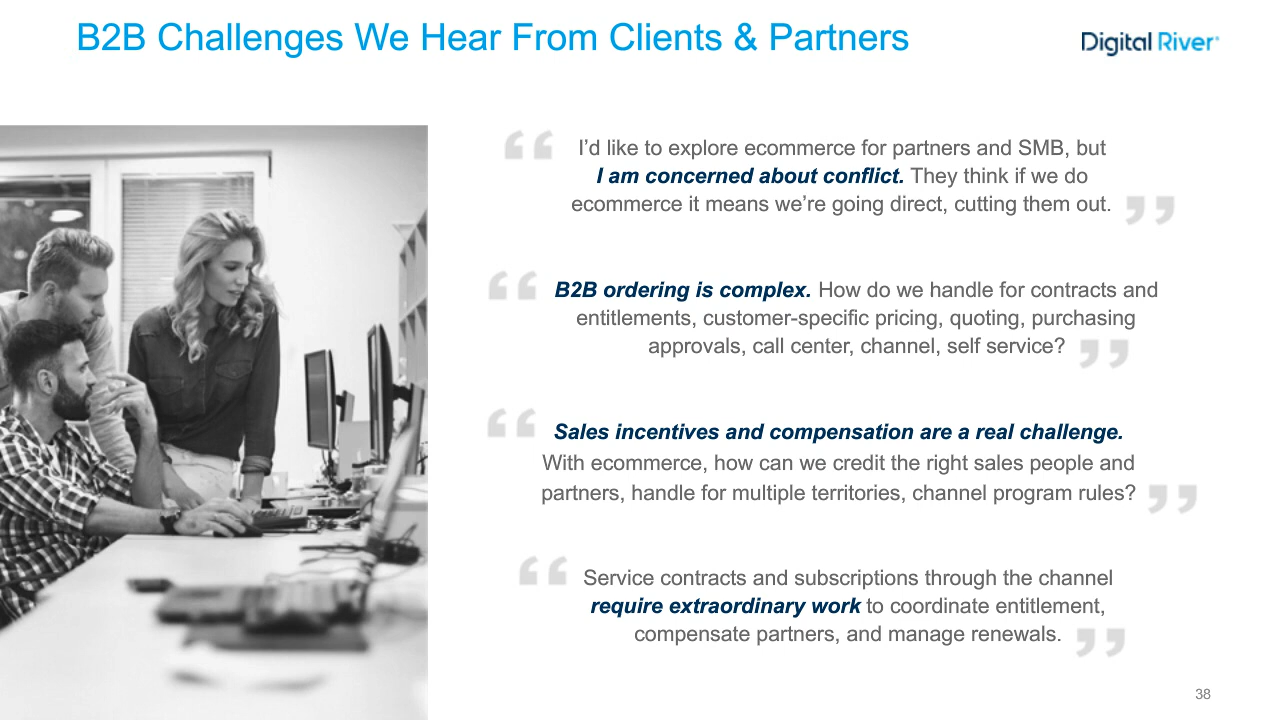 B2B Challenges We Hear From Clients & Partners
Digital River
“ I’d like to explore ecommerce for partners and SMB, but
I am concerned about conflict. They think if we do
ecommerce it means we’re going direct, cutting them out. ”
“ B2B ordering is complex. How do we handle for contracts and
entitlements, customer-specific pricing, quoting, purchasing
approvals, call center, channel, self service? ”
“ Sales incentives and compensation are a real challenge.
With ecommerce, how can we credit the right sales people and
partners, handle for multiple territories, channel program rules? ”
“ Service contracts and subscriptions through the channel
require extraordinary work to coordinate entitlement,
compensate partners, and manage renewals. ”
38